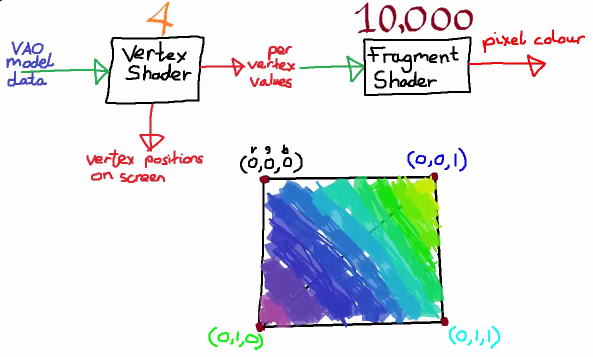 4
10,000
VAO
model
data
Vertex
Shader
per
vertex
values
Fragment
Shader
pixel colour
vertex positions
on screen
r g b
(0,0,0)
(0,0,1)
(0,1,0)
(0,1,1)